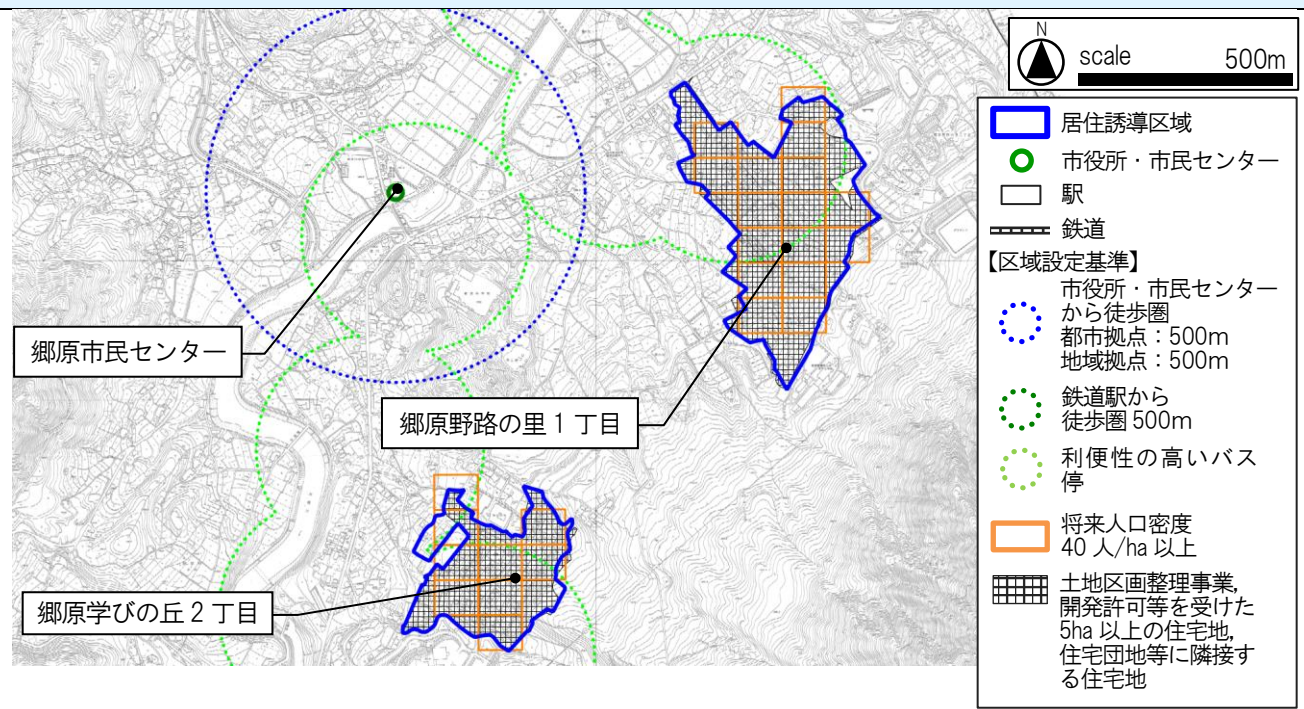 N
scale 500m
居住誘導区域
市役所・市民センター
駅
鉄道
【区域設定基準】
市役所・市民センター
から徒歩圏
都市拠点：500m
地域拠点：500m
鉄道駅から
徒歩圏 500m
利便性の高いバス
停
将来人口密度
40 人/ha 以上
土地区画整理事業,
開発許可等を受けた
5ha 以上の住宅地,
住宅団地等に隣接す
る住宅地
郷原市民センター
郷原野路の里１丁目
郷原学びの丘２丁目